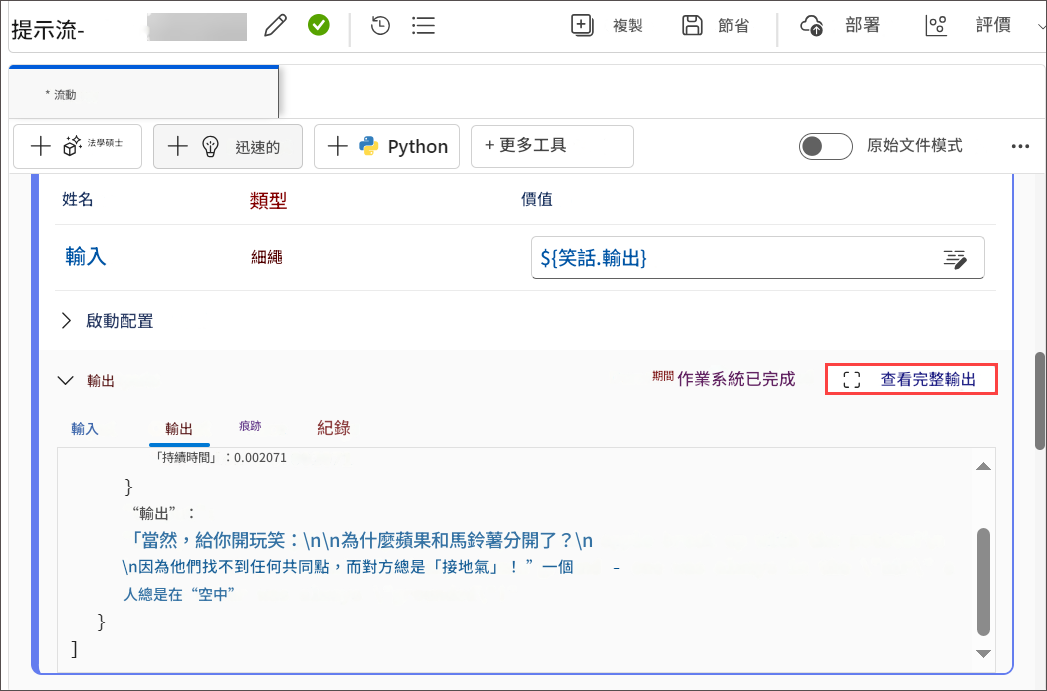 提示流-
複製
節省
部署
評價
* 流動
法學碩士
迅速的
Python
+ 更多工具
原始文件模式
姓名 類型 價值
輸入 細繩 ${笑話.輸出}
啟動配置
輸出 期間 作業系統已完成 查看完整輸出
輸入 輸出 痕跡 紀錄
「持續時間」：0.002071
}
“輸出” ：
「當然，給你開玩笑：\n\n為什麼蘋果和馬鈴薯分開了？\n
\n因為他們找不到任何共同點，而對方總是「接地氣」！ ” 一個 -
人總是在“空中”
}
]